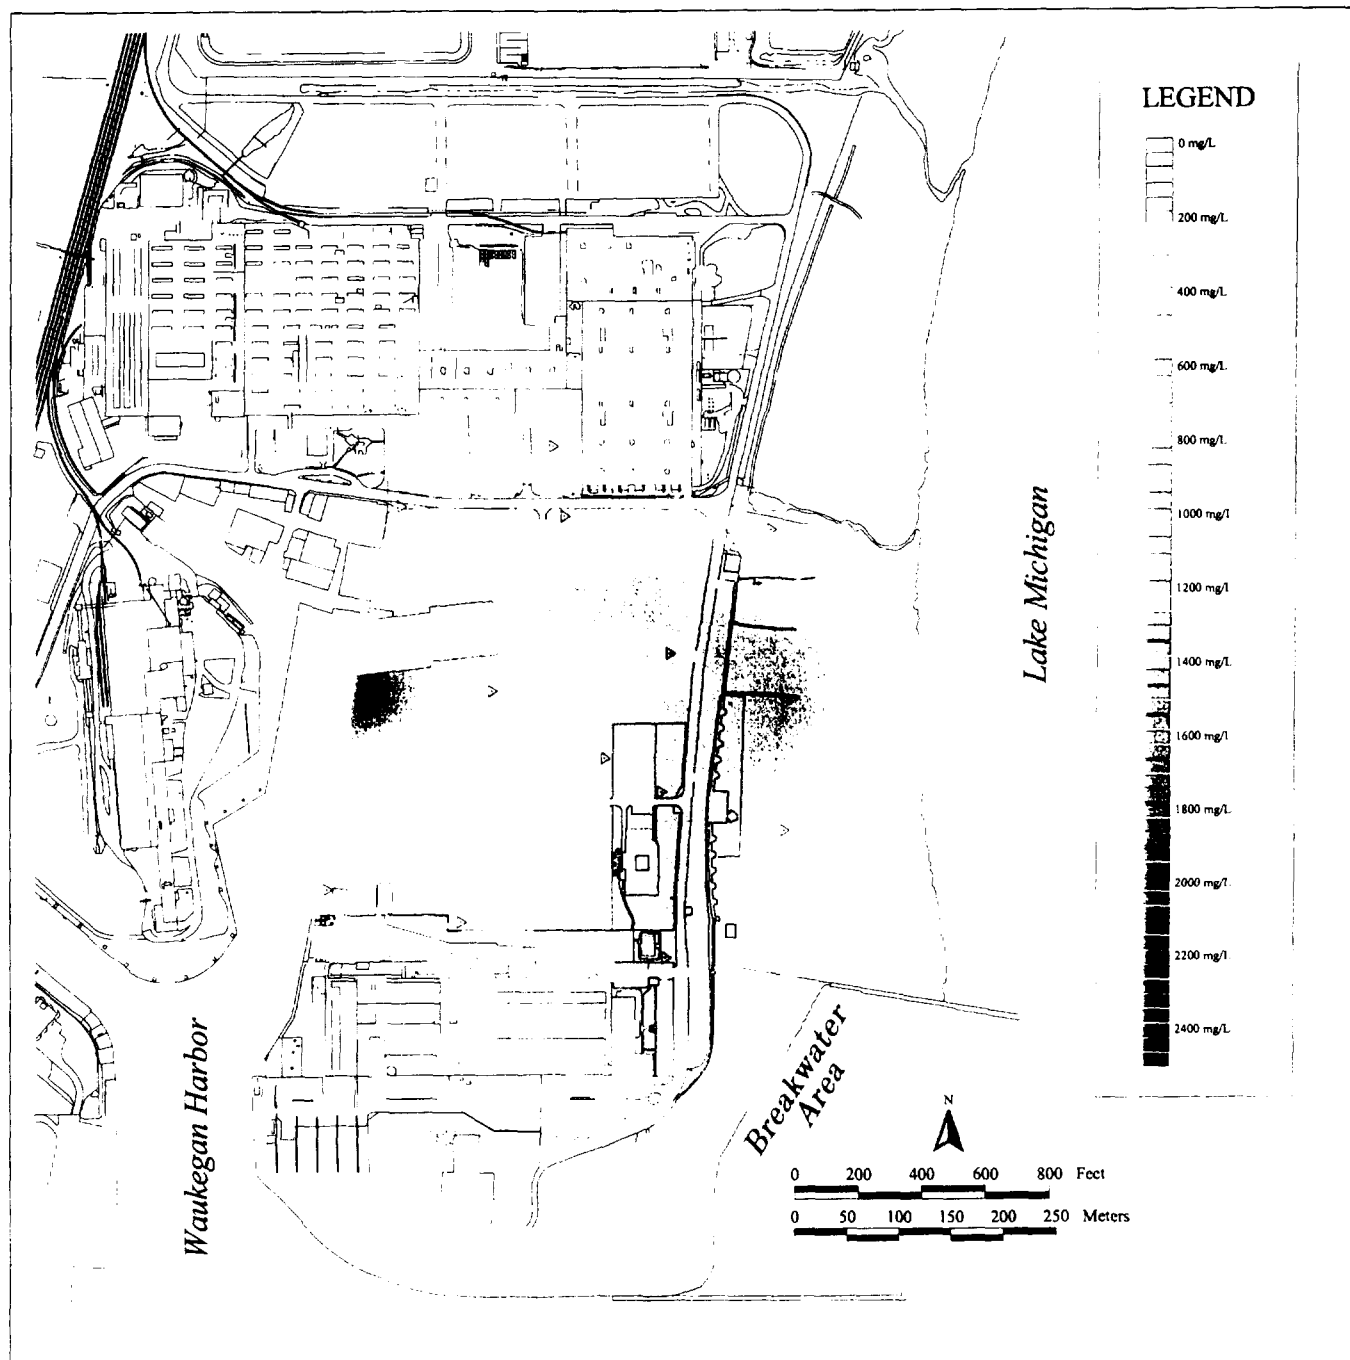 LEGEND
0 mg/L
200 mg/L
400 mg/L
600 mg/L
800 mg/L
1000 mg/l
1200 mg/l
1400 mg/L
1600 mg/l
1800 mg/L
2000 mg/l
2200 mg/L
2400 mg/L
Lake Michigan
Waukegan Harbor
Breakwater
Area
N
0 200 400 600 800 Feet
0 50 100 150 200 250 Meters